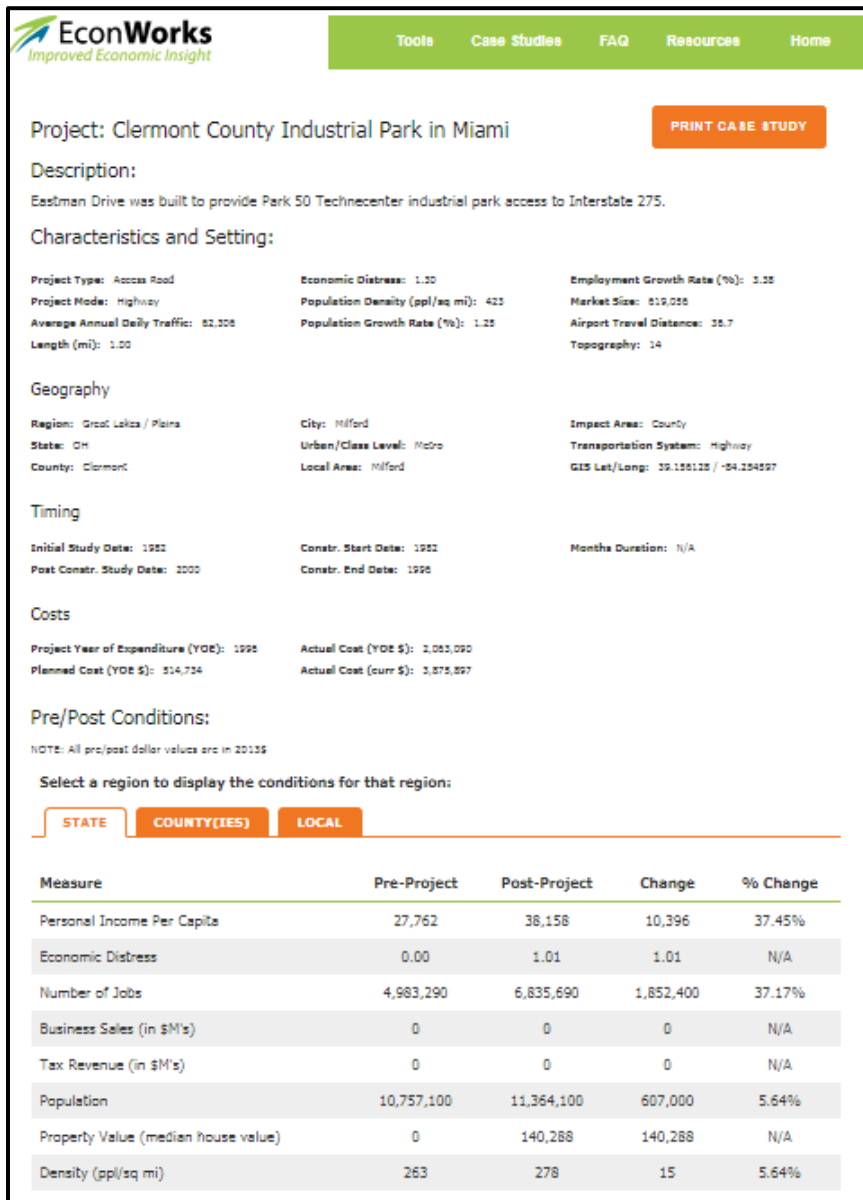 EconWorks
Improved Economic Insight
Tools Case Studies FAQ Resources Home
Project: Clermont County Industrial Park in Miami
PRINT CASE STUDY
Description:
Eastman Drive was built to provide Park 50 Technecenter industrial park access to Interstate 275.
Characteristics and Setting:
Project Type: Access Road Economic Distress: 1.30 Employment Growth Rate (%): 3.38
Project Mode: Highway Population Density (ppl/sq mi): 423 Market Size: 619,056
Average Annual Daily Traffic: 62,306 Population Growth Rate (%): 1.25 Airport Travel Distance: 36.7
Length (mi): 1.00 Topography: 14
Geography
Region: Great Lakes / Plains City: Milford Impact Area: County
State: OH Urban/Class Level: Metro Transportation System: Highway
County: Clermont Local Area: Milford GIS Lat/Long:
Timing
Initial Study Date: 1982 Constr. Start Date: 1982 Months Duration: N/A
Post Constr. Study Date: 2000 Constr. End Date: 1996
Costs
Project Year of Expenditure (YOE): Actual Cost (YOE $): 2,083,090
Planned Cost (YOE $): 514,734 Actual Cost (curr $): 3,875,897
Pre/Post Conditions:
NOTE: All pre/post dollar values are in 2013$
Select a region to display the conditions for that region:
STATE COUNTY(IES) LOCAL
Measure Pre-Project Post-Project Change % Change
Personal Income Per Capita 27,762 38,158 10,396 37.45%
Economic Distress 0.00 1.01 1.01 N/A
Number of Jobs 4,983,290 6,835,690 1,852,400 37.17%
Business Sales (in $M's) 0 0 0 N/A
Tax Revenue (in $M's) 0 0 0 N/A
Population 10,757,100 11,364,100 607,000 5.64%
Property Value (median house value) 0 140,288 140,288 N/A
Density (ppl/sq mi) 263 278 15 5.64%